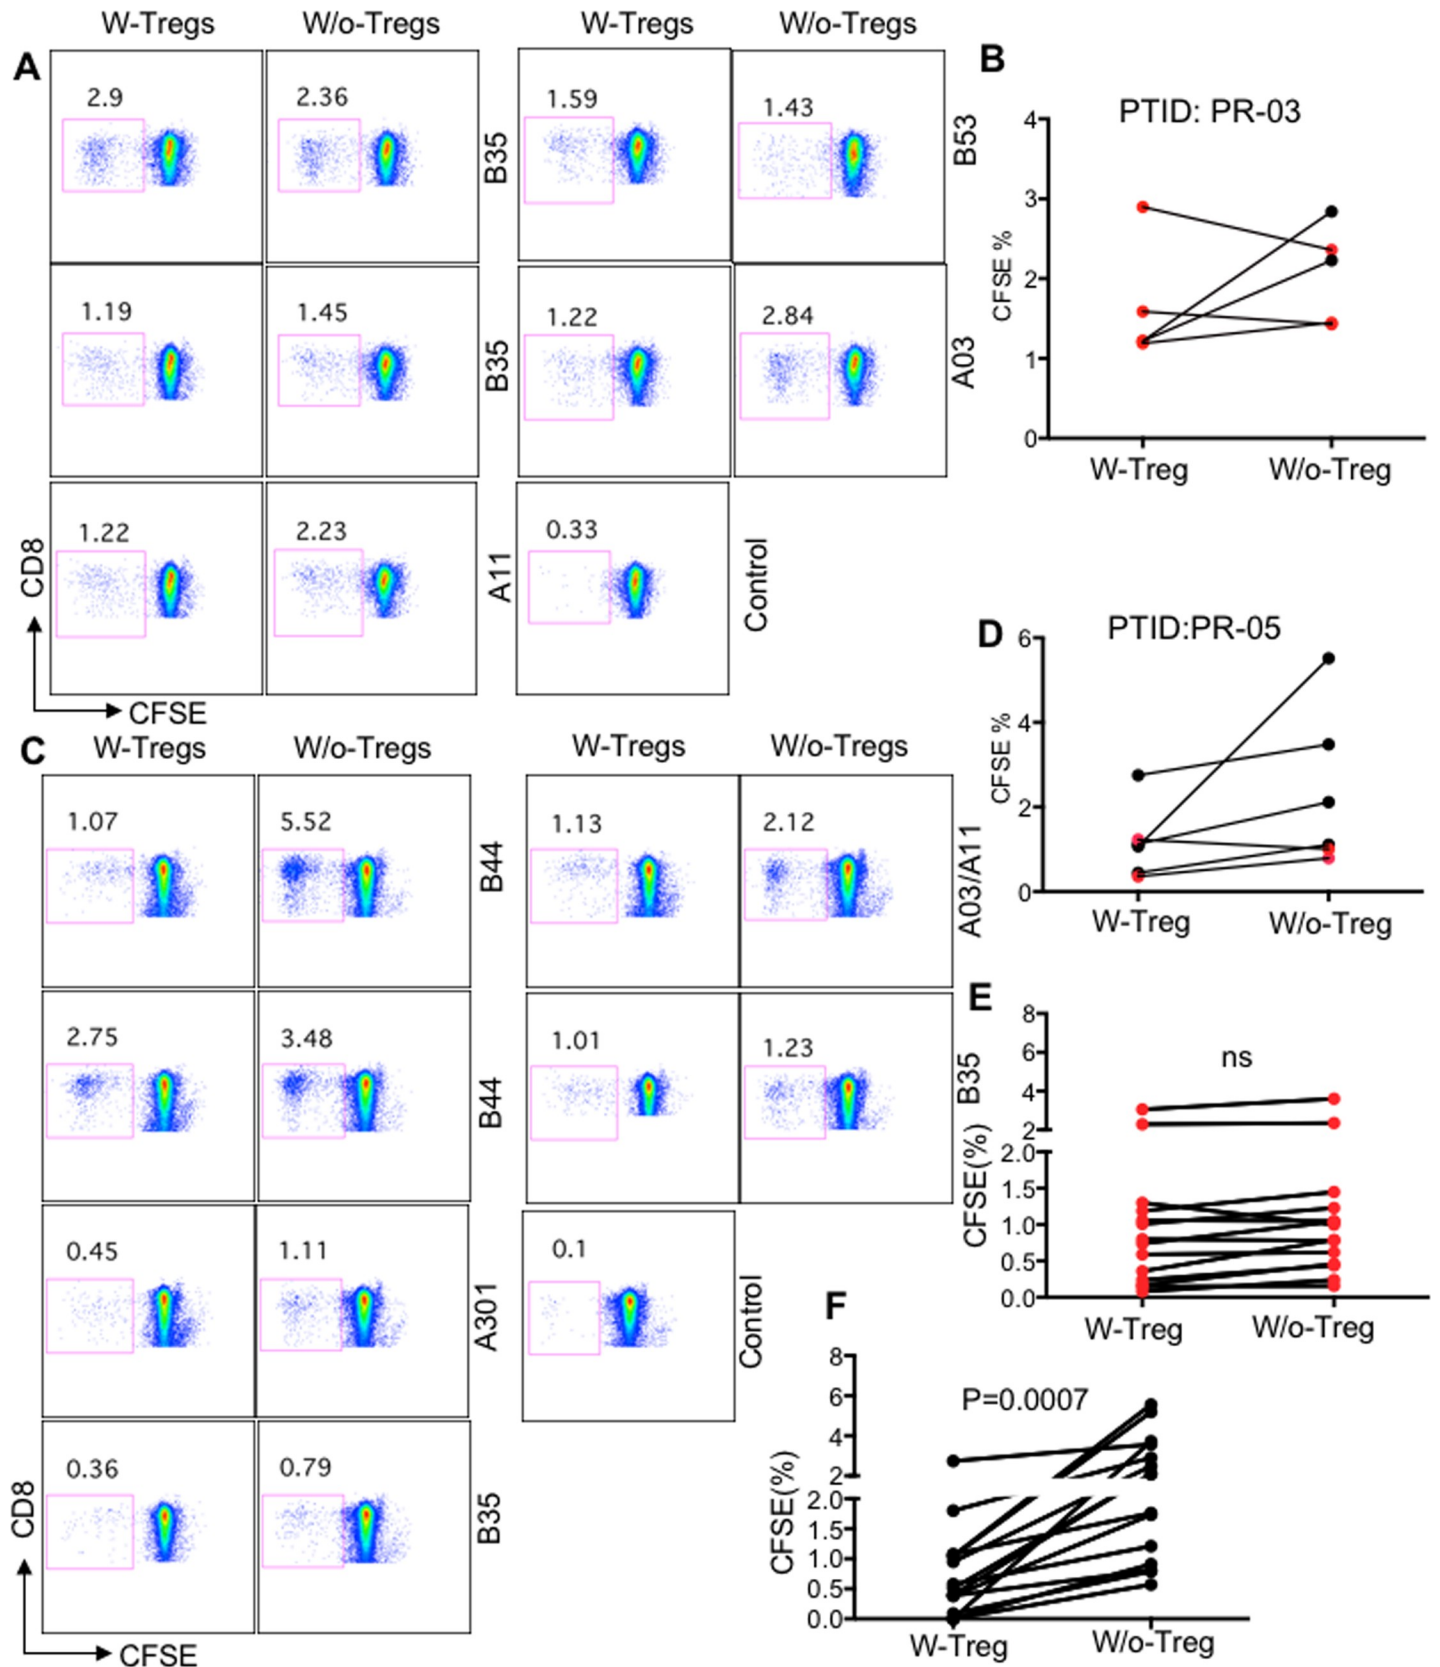 A
W-Tregs
W/o-Tregs
W-Tregs
W/o-Tregs
2.9
2.36
B35
1.59
1.43
B53
1.19
1.45
B35
1.22
2.84
A03
1.22
2.23
A11
0.33
Control
CD8
CFSE
B
PTID: PR-03
4
3
2
1
0
CFSE %
W-Treg
W/o-Treg
C
W-Tregs
W/o-Tregs
W-Tregs
W/o-Tregs
1.07
5.52
B44
1.13
2.12
A03/A11
2.75
3.48
B44
1.01
1.23
B35
0.45
1.11
A301
0.1
Control
0.36
0.79
B35
CD8
CFSE
D
PTID:PR-05
6
4
2
0
CFSE %
W-Treg
W/o-Treg
E
8
6
4
2
2.0
1.5
1.0
0.5
0.0
ns
CFSE(%)
W-Treg
W/o-Treg
F
8
6
4
2
2.0
1.5
1.0
0.5
0.0
P=0.0007
CFSE(%)
W-Treg
W/o-Treg